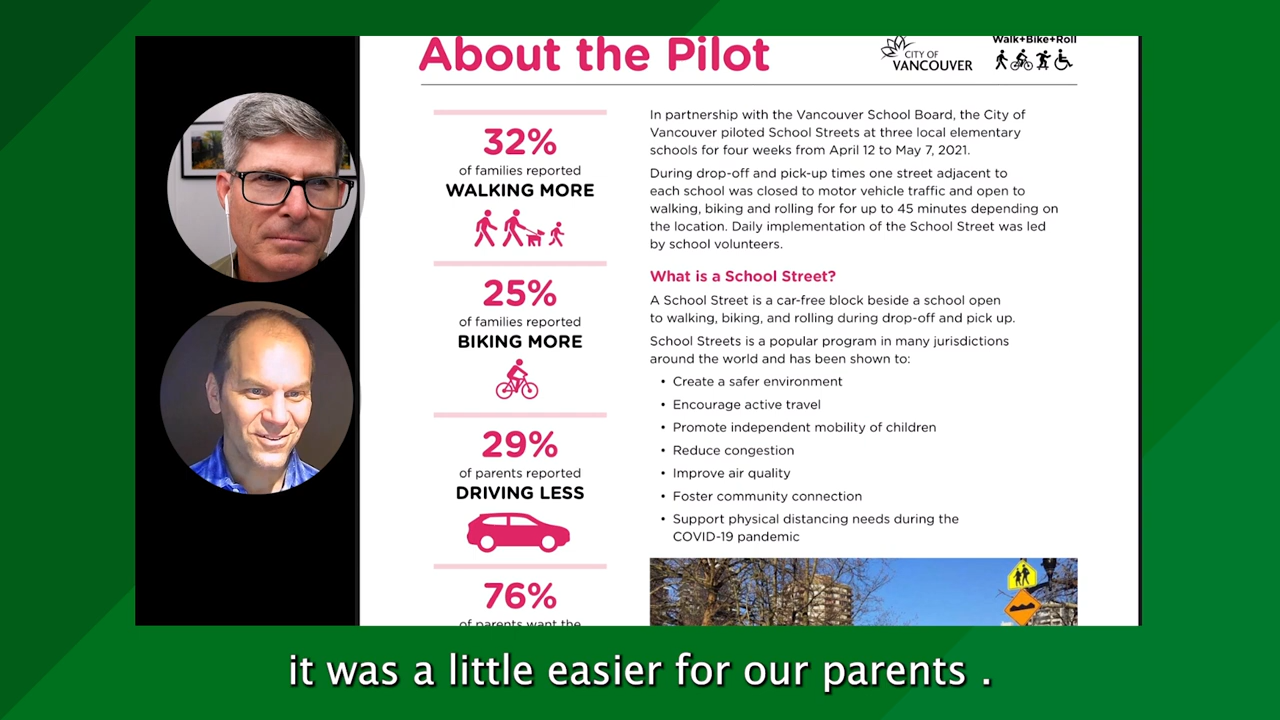 About the Pilot
CITY OF
VANCOUVER
Walk+Bike+Roll
32%
of families reported
WALKING MORE
25%
of families reported
BIKING MORE
29%
of parents reported
DRIVING LESS
76%
of parents want the
In partnership with the Vancouver School Board, the City of
Vancouver piloted School Streets at three local elementary
schools for four weeks from April 12 to May 7, 2021.
During drop-off and pick-up times one street adjacent to
each school was closed to motor vehicle traffic and open to
walking, biking and rolling for for up to 45 minutes depending on
the location. Daily implementation of the School Street was led
by school volunteers.
What is a School Street?
A School Street is a car-free block beside a school open
to walking, biking, and rolling during drop-off and pick up.
School Streets is a popular program in many jurisdictions
around the world and has been shown to:
• Create a safer environment
• Encourage active travel
• Promote independent mobility of children
• Reduce congestion
• Improve air quality
• Foster community connection
• Support physical distancing needs during the
COVID-19 pandemic
it was a little easier for our parents .